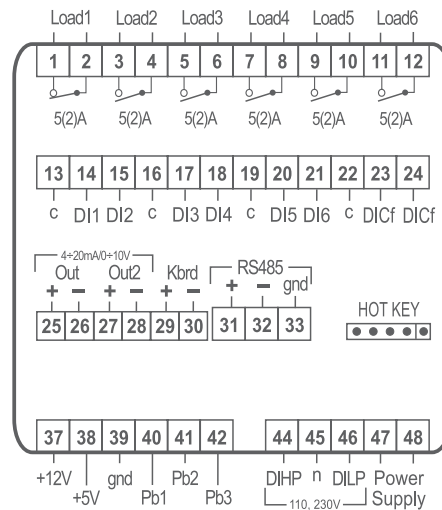 Load1 Load2 Load3 Load4 Load5 Load6
1 2 3 4 5 6 7 8 9 10 11 12
5(2)A 5(2)A 5(2)A 5(2)A 5(2)A 5(2)A
13 14 15 16 17 18 19 20 21 22 23 24
c DI1 DI2 c DI3 DI4 c DI5 DI6 c DICf DICf
4÷20mA/0÷10V
Out Out2 Kbrd RS485
+ − + − + − + − gnd
25 26 27 28 29 30 31 32 33
HOT KEY
37 38 39 40 41 42 44 45 46 47 48
+12V gnd Pb2 DIHP n DILP Power
+5V Pb1 Pb3 110, 230V Supply